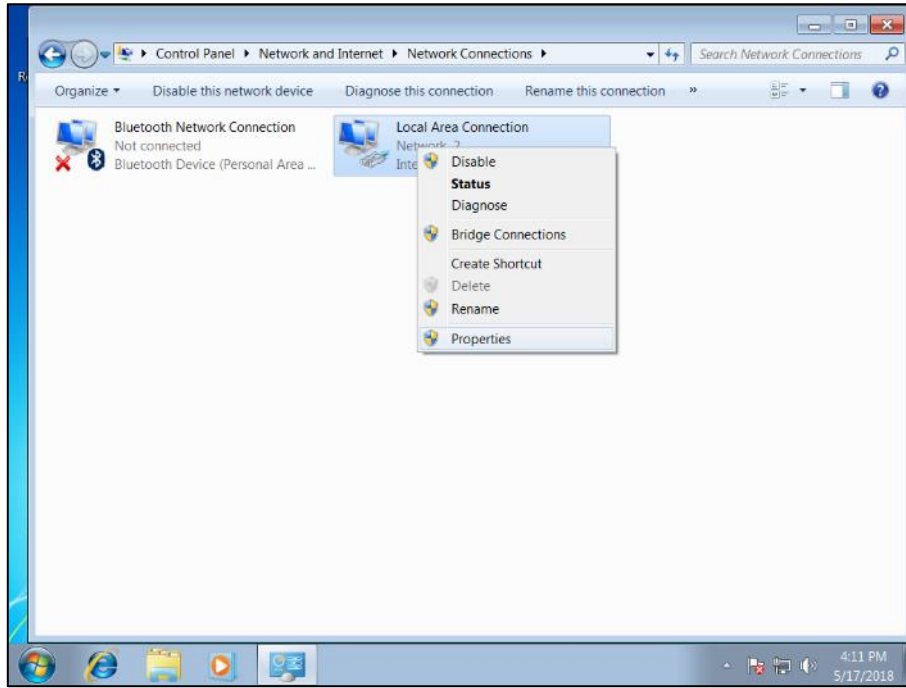 Control Panel Network and Internet Network Connections
Search Network Connections
Organize Disable this network device Diagnose this connection Rename this connection »
Bluetooth Network Connection
Not connected
Bluetooth Device (Personal Area ...
Local Area Connection
Network 2
Disable
Status
Diagnose
Bridge Connections
Create Shortcut
Delete
Rename
Properties
4:11 PM
5/17/2018